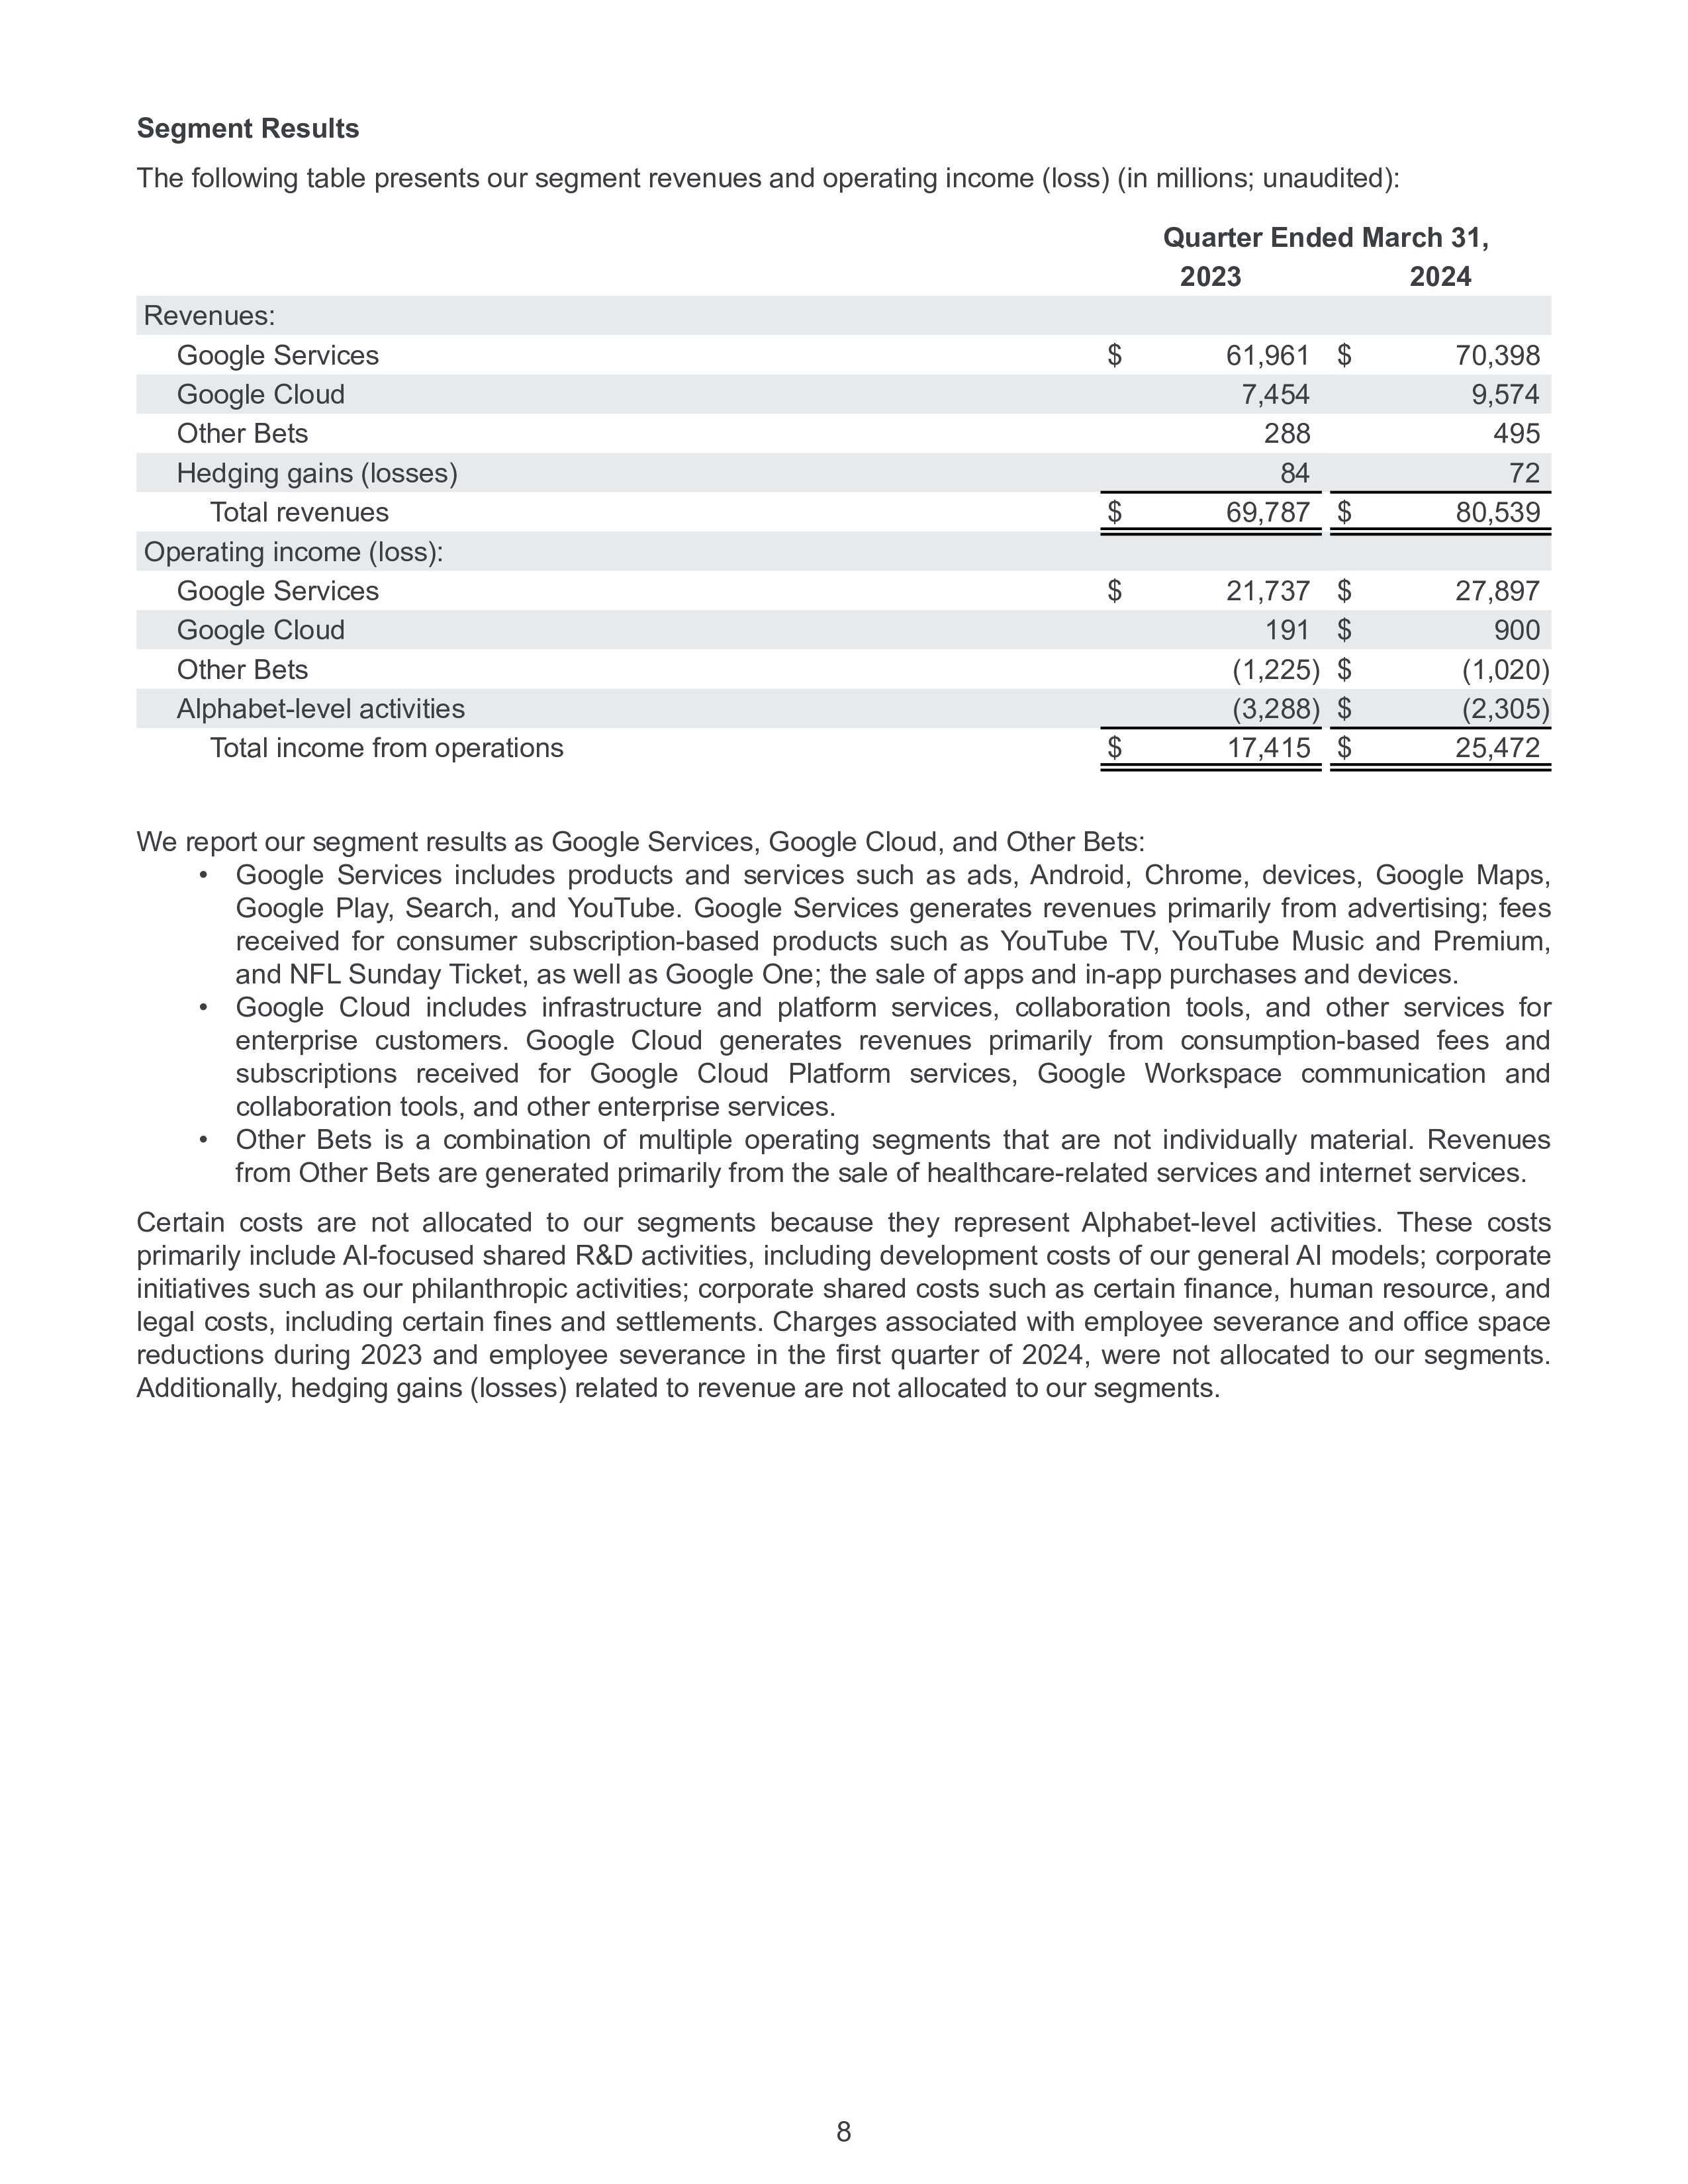 Segment Results
The following table presents our segment revenues and operating income (loss) (in millions; unaudited):
Quarter Ended March 31,
2023 2024
Revenues:
Google Services $ 61,961 $ 70,398
Google Cloud 7,454 9,574
Other Bets 288 495
Hedging gains (losses) 84 72
Total revenues $ 69,787 $ 80,539
Operating income (loss):
Google Services $ 21,737 $ 27,897
Google Cloud 191 $ 900
Other Bets (1,225) $ (1,020)
Alphabet-level activities (3,288) $ (2,305)
Total income from operations $ 17,415 $ 25,472
We report our segment results as Google Services, Google Cloud, and Other Bets:
• Google Services includes products and services such as ads, Android, Chrome, devices, Google Maps,
Google Play, Search, and YouTube. Google Services generates revenues primarily from advertising; fees
received for consumer subscription-based products such as YouTube TV, YouTube Music and Premium,
and NFL Sunday Ticket, as well as Google One; the sale of apps and in-app purchases and devices.
• Google Cloud includes infrastructure and platform services, collaboration tools, and other services for
enterprise customers. Google Cloud generates revenues primarily from consumption-based fees and
subscriptions received for Google Cloud Platform services, Google Workspace communication and
collaboration tools, and other enterprise services.
• Other Bets is a combination of multiple operating segments that are not individually material. Revenues
from Other Bets are generated primarily from the sale of healthcare-related services and internet services.
Certain costs are not allocated to our segments because they represent Alphabet-level activities. These costs
primarily include AI-focused shared R&D activities, including development costs of our general AI models; corporate
initiatives such as our philanthropic activities; corporate shared costs such as certain finance, human resource, and
legal costs, including certain fines and settlements. Charges associated with employee severance and office space
reductions during 2023 and employee severance in the first quarter of 2024, were not allocated to our segments.
Additionally, hedging gains (losses) related to revenue are not allocated to our segments.
8